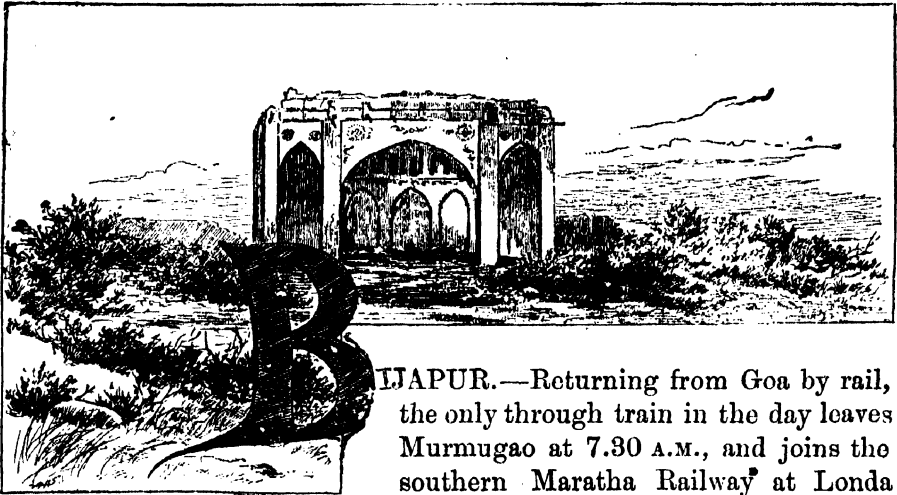 BIJAPUR.—Returning from Goa by rail,
the only through train in the day leaves
Murmugao at 7.30 A.M., and joins the
southern Maratha Railway at Londa